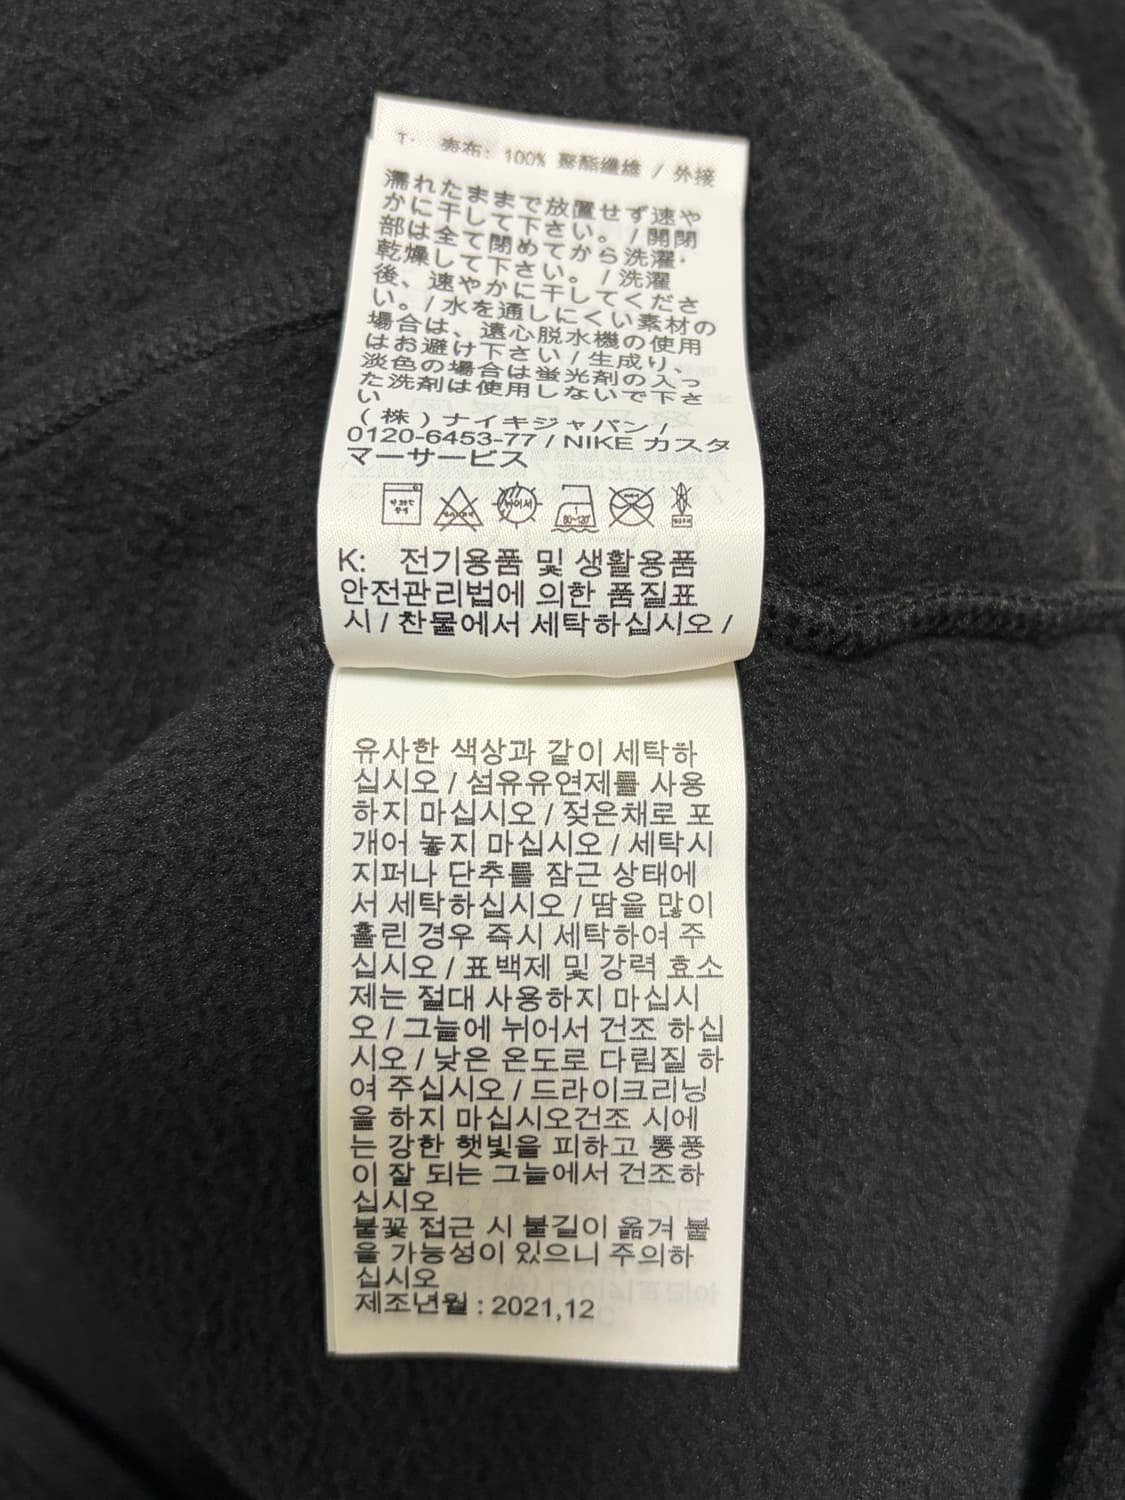 T: 表布: 100% 聚酯纖維 / 外接
濡れたままで放置せず速や
かに干して下さい。 / 開閉
部は全て閉めてから洗濯・
乾燥して下さい。 / 洗濯
後、速やかに干してくださ
い。 / 水を通しにくい素材の
場合は、遠心脱水機の使用
はお避け下さい / 生成り、
淡色の場合は蛍光剤の入っ
た洗剤は使用しないで下さ
い
(株) ナイキジャパン /
0120-6453-77 / NIKE カスタ
マーサービス
K: 전기용품 및 생활용품
안전관리법에 의한 품질표
시 / 찬물에서 세탁하십시오 /
유사한 색상과 같이 세탁하
십시오 / 섬유유연제를 사용
하지 마십시오 / 젖은채로 포
개어 놓지 마십시오 / 세탁시
지퍼나 단추를 잠근 상태에
서 세탁하십시오 / 땀을 많이
흘린 경우 즉시 세탁하여 주
십시오 / 표백제 및 강력 효소
제는 절대 사용하지 마십시
오 / 그늘에 뉘어서 건조 하십
시오 / 낮은 온도로 다림질 하
여 주십시오 / 드라이크리닝
을 하지 마십시오건조 시에
는 강한 햇빛을 피하고 통풍
이 잘 되는 그늘에서 건조하
십시오
불꽃 접근 시 불길이 옮겨 붙
을 가능성이 있으니 주의하
십시오
제조년월 : 2021,12